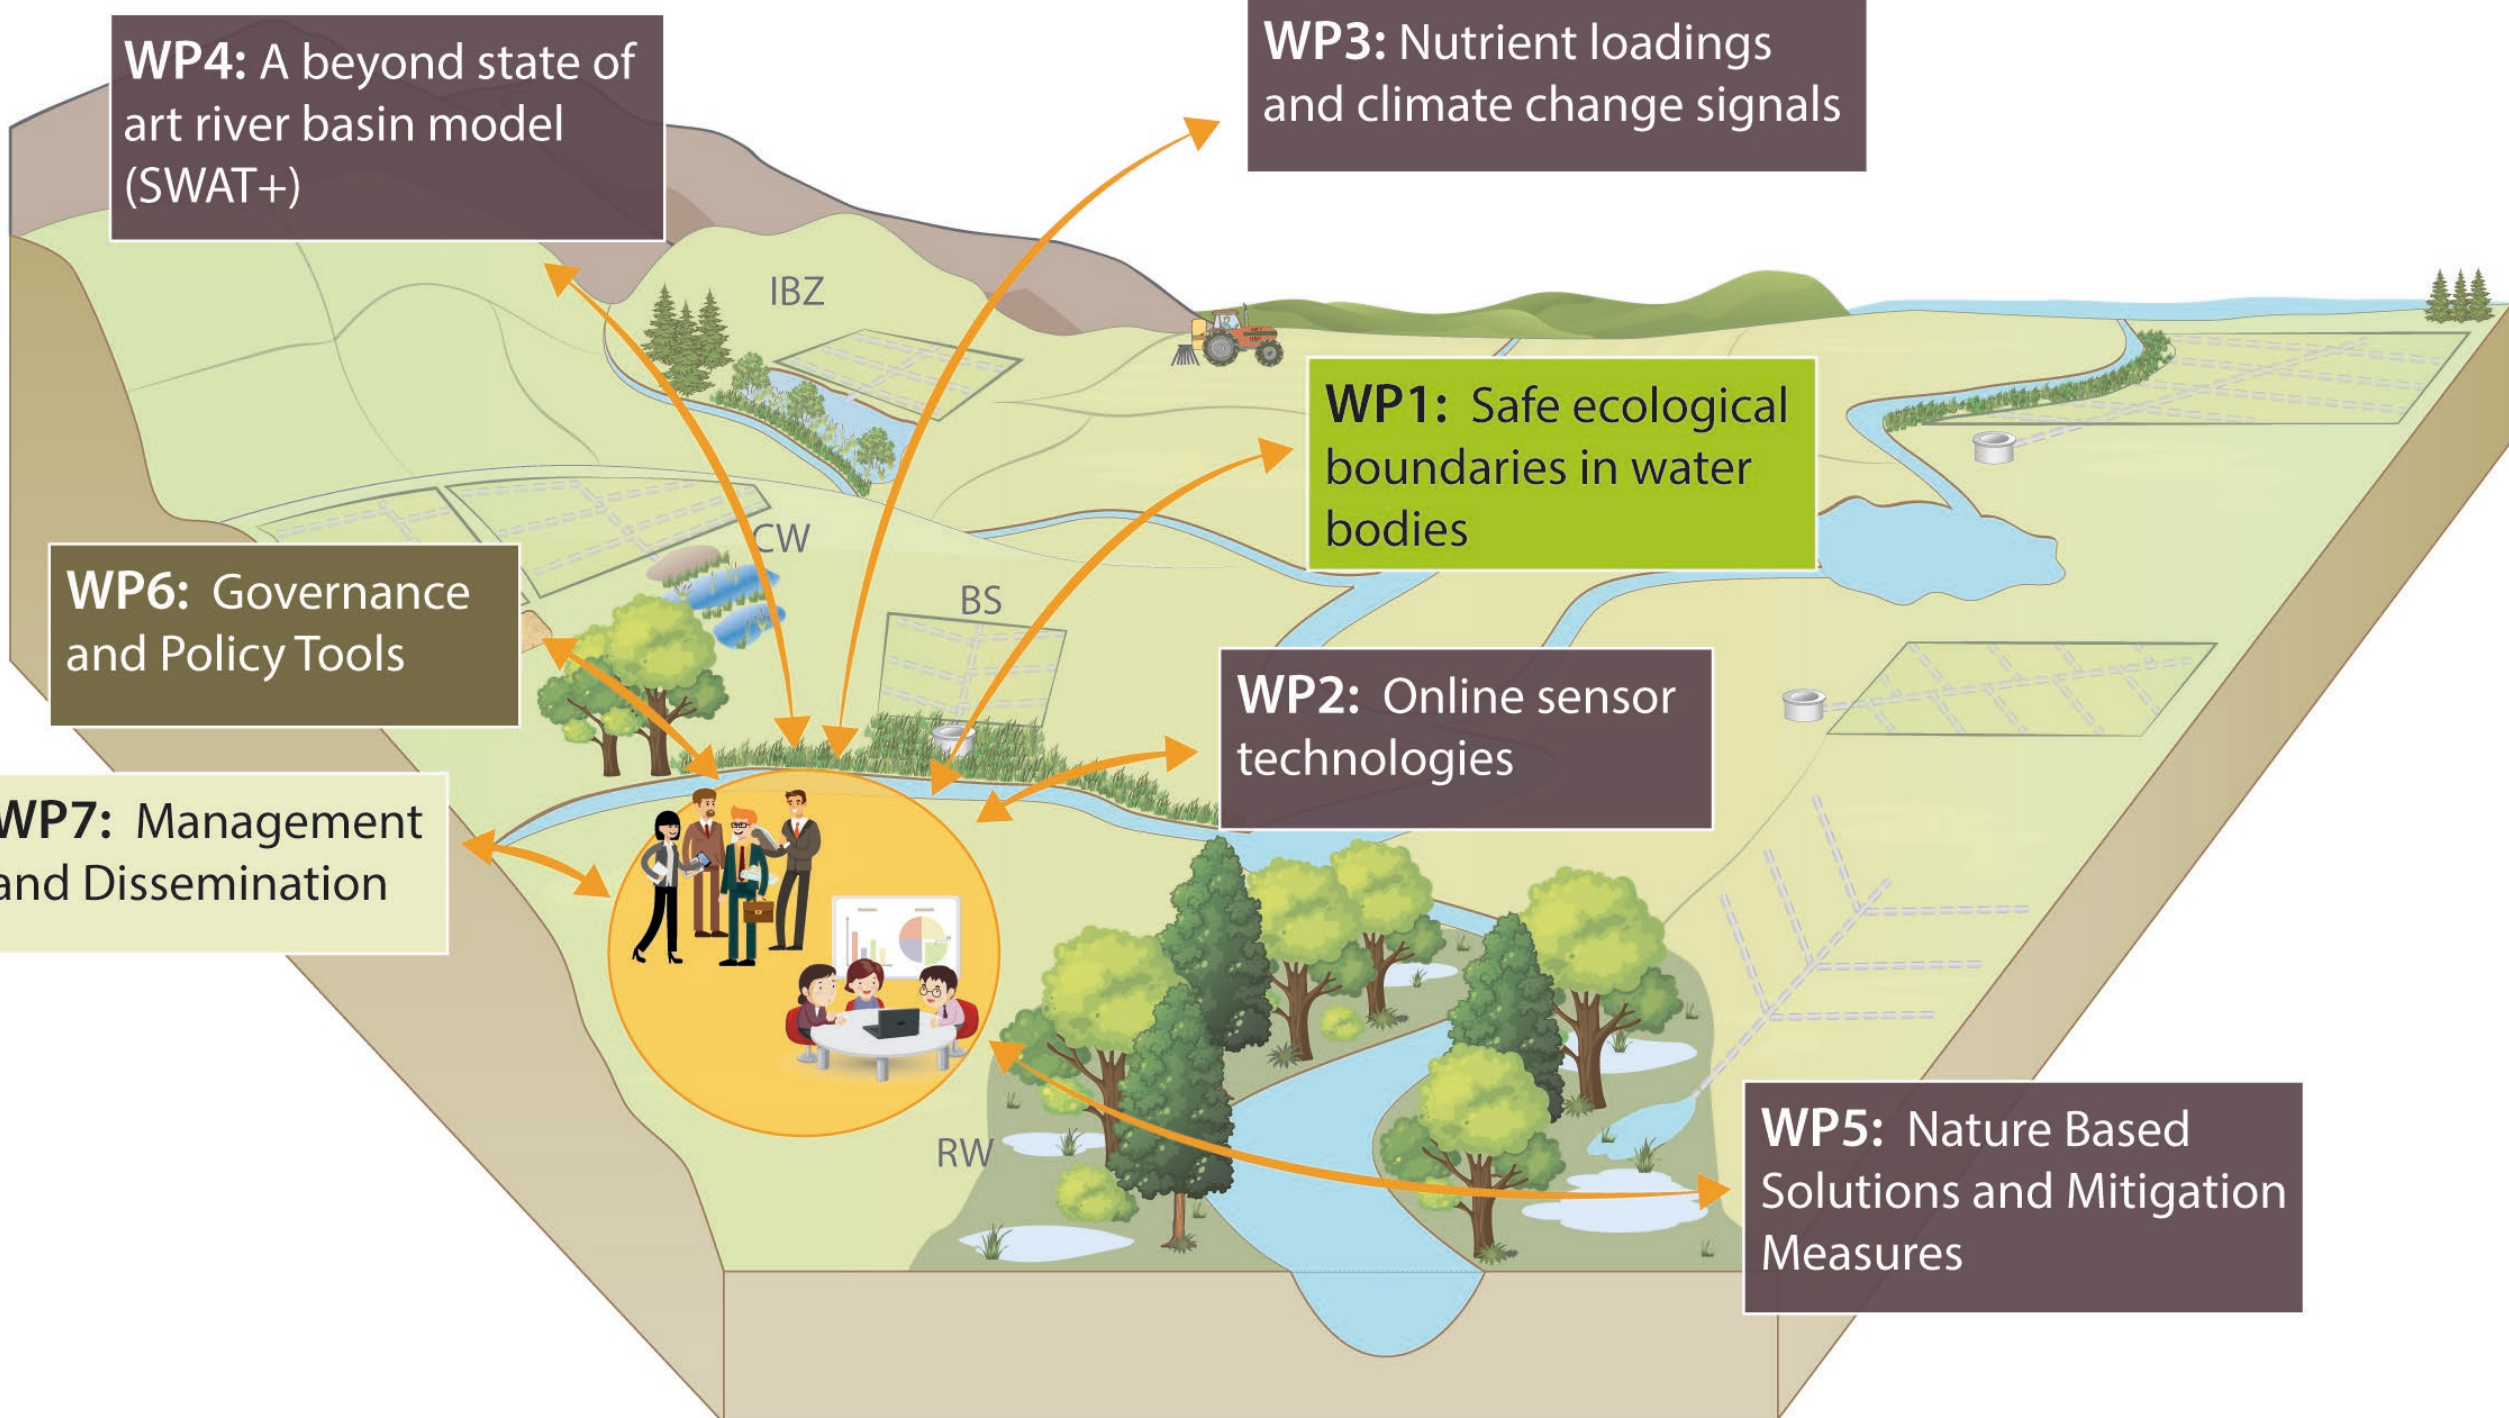 WP4: A beyond state of
art river basin model
(SWAT+)
WP3: Nutrient loadings
and climate change signals
IBZ
WP1: Safe ecological
boundaries in water
bodies
CW
WP6: Governance
and Policy Tools
BS
WP2: Online sensor
technologies
WP7: Management
and Dissemination
RW
WP5: Nature Based
Solutions and Mitigation
Measures